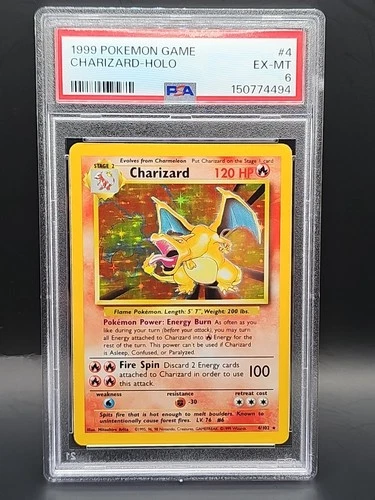 1999 POKEMON GAME #4
CHARIZARD-HOLO EX-MT
6
PSA 150774494
Evolves from Charmeleon Put Charizard on the Stage 1 card
STAGE 2
Charizard 120 HP
Flame Pokémon. Length: 5' 7", Weight: 200 lbs.
Pokémon Power: Energy Burn As often as you
like during your turn (before your attack), you may
turn all Energy attached to Charizard into for the
rest of the turn. This power can't be used if Charizard
is Asleep, Confused, or Paralyzed.
Fire Spin Discard 2 Energy cards
attached to Charizard in order to use
this attack.
100
weakness resistance retreat cost
-30
Spits fire that is hot enough to melt boulders. Known to
unintentionally cause forest fires. LV. 76 #6
Illus. Mitsuhiro Arita 4/102